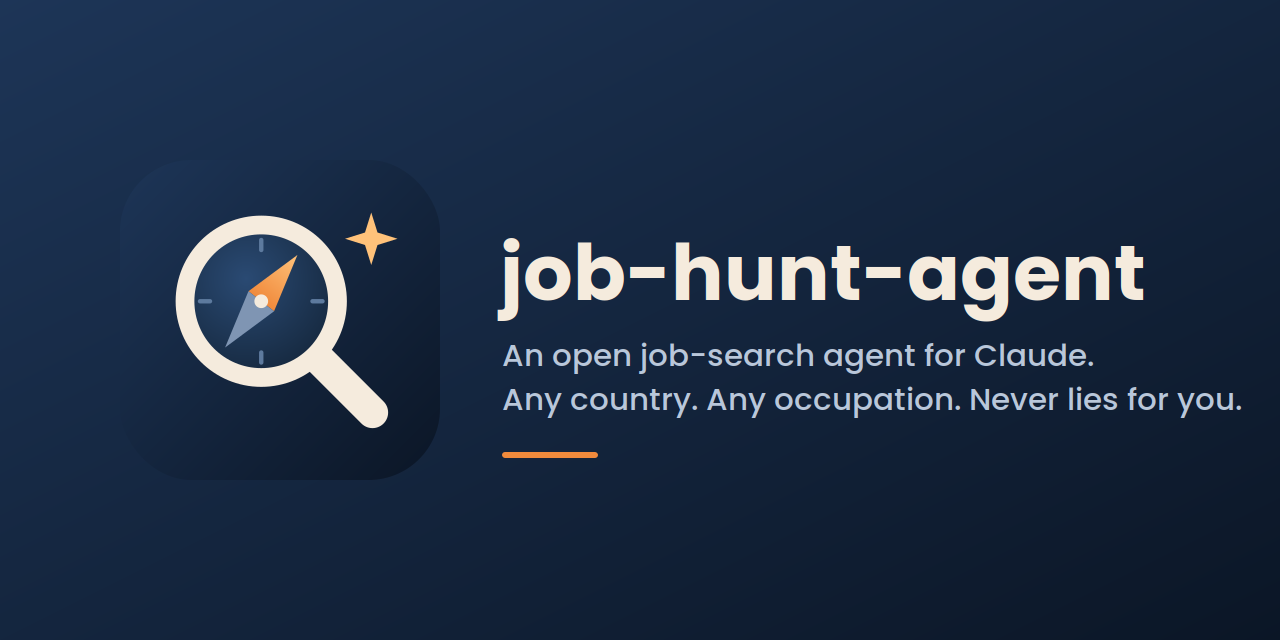 job-hunt-agent
An open job-search agent for Claude.
Any country. Any occupation. Never lies for you.